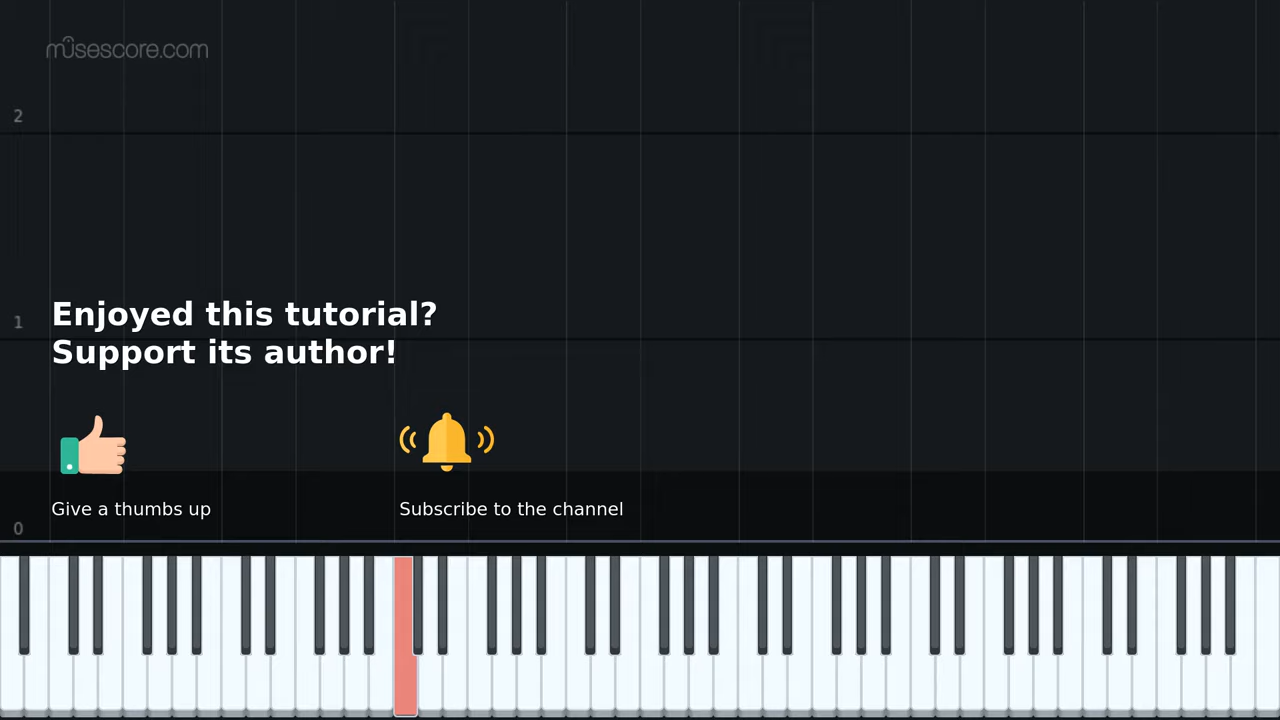 musescore.com
2
1
Enjoyed this tutorial?
Support its author!
Give a thumbs up
Subscribe to the channel
0